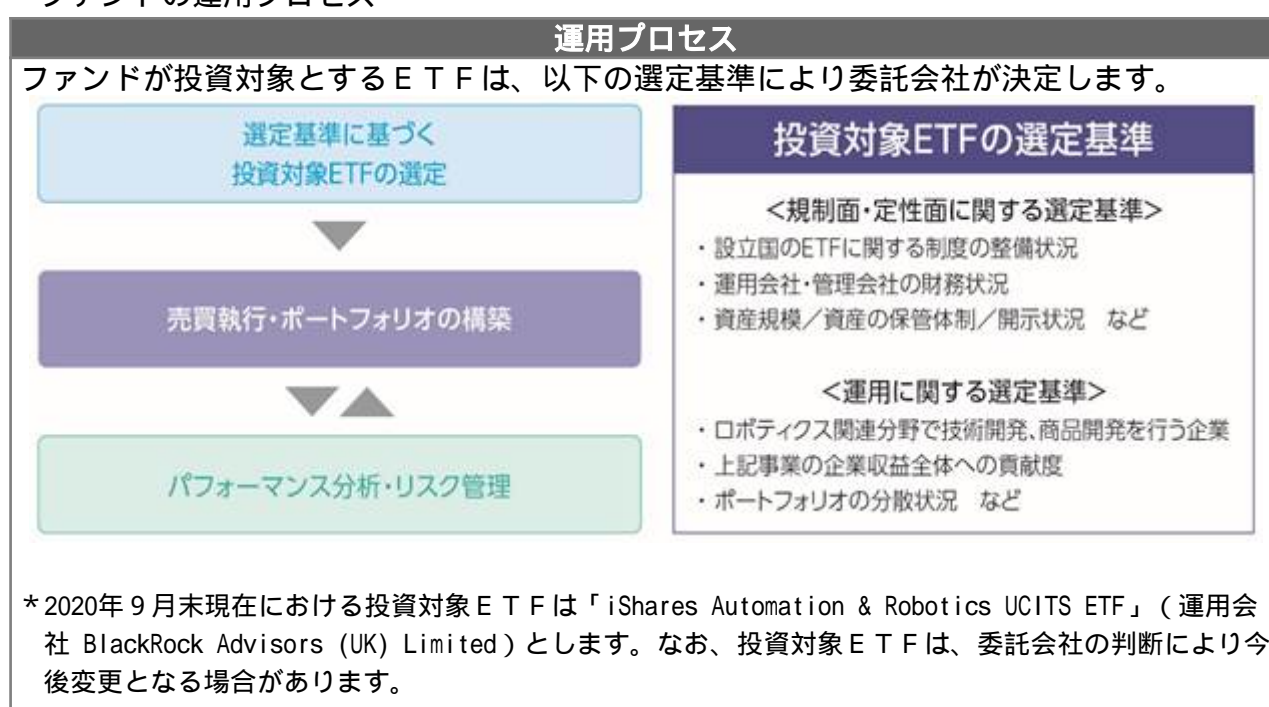 ファンドの運用プロセス
運用プロセス
ファンドが投資対象とするＥＴＦは、以下の選定基準により委託会社が決定します。
選定基準に基づく
投資対象ETFの選定
売買執行・ポートフォリオの構築
パフォーマンス分析・リスク管理
投資対象ETFの選定基準
＜規制面・定性面に関する選定基準＞
・設立国のETFに関する制度の整備状況
・運用会社・管理会社の財務状況
・資産規模／資産の保管体制／開示状況　など
＜運用に関する選定基準＞
・ロボティクス関連分野で技術開発、商品開発を行う企業
・上記事業の企業収益全体への貢献度
・ポートフォリオの分散状況　など
＊2020年９月末現在における投資対象ＥＴＦは「iShares Automation & Robotics UCITS ETF」（運用会
社 BlackRock Advisors (UK) Limited）とします。なお、投資対象ＥＴＦは、委託会社の判断により今
後変更となる場合があります。